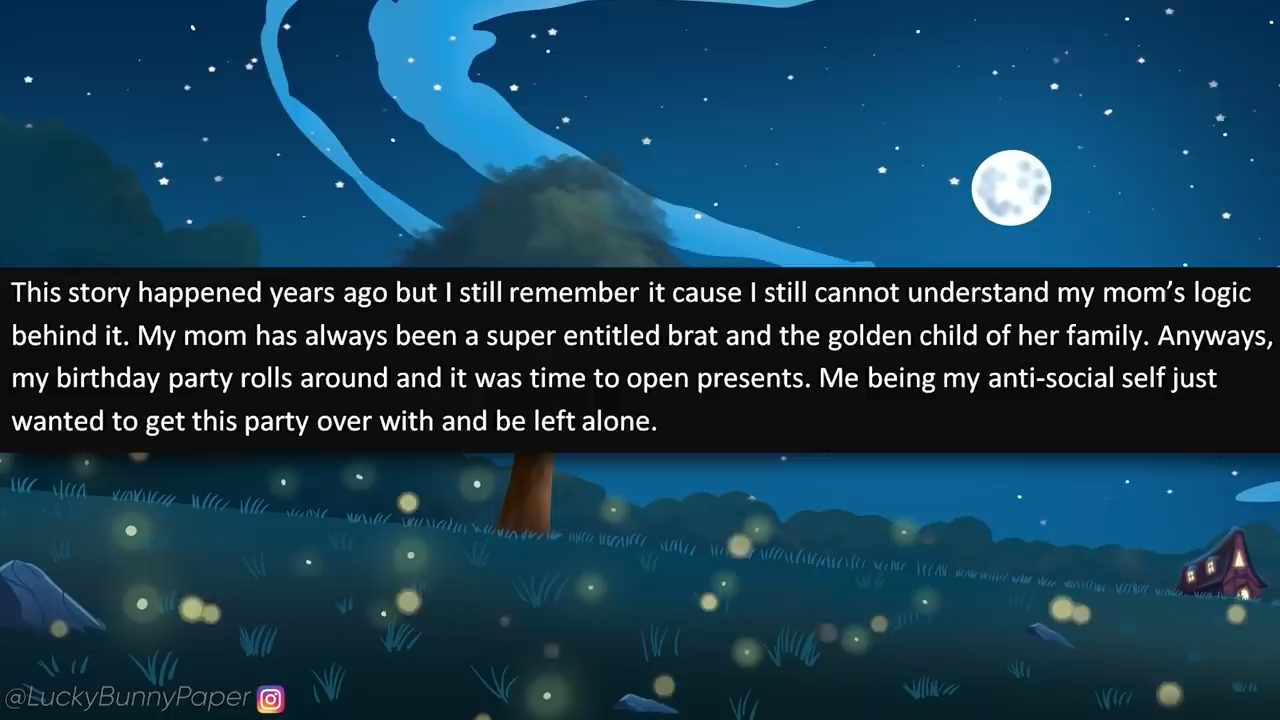 This story happened years ago but I still remember it cause I still cannot understand my mom’s logic
behind it. My mom has always been a super entitled brat and the golden child of her family. Anyways,
my birthday party rolls around and it was time to open presents. Me being my anti-social self just
wanted to get this party over with and be left alone.
@LuckyBunnyPaper